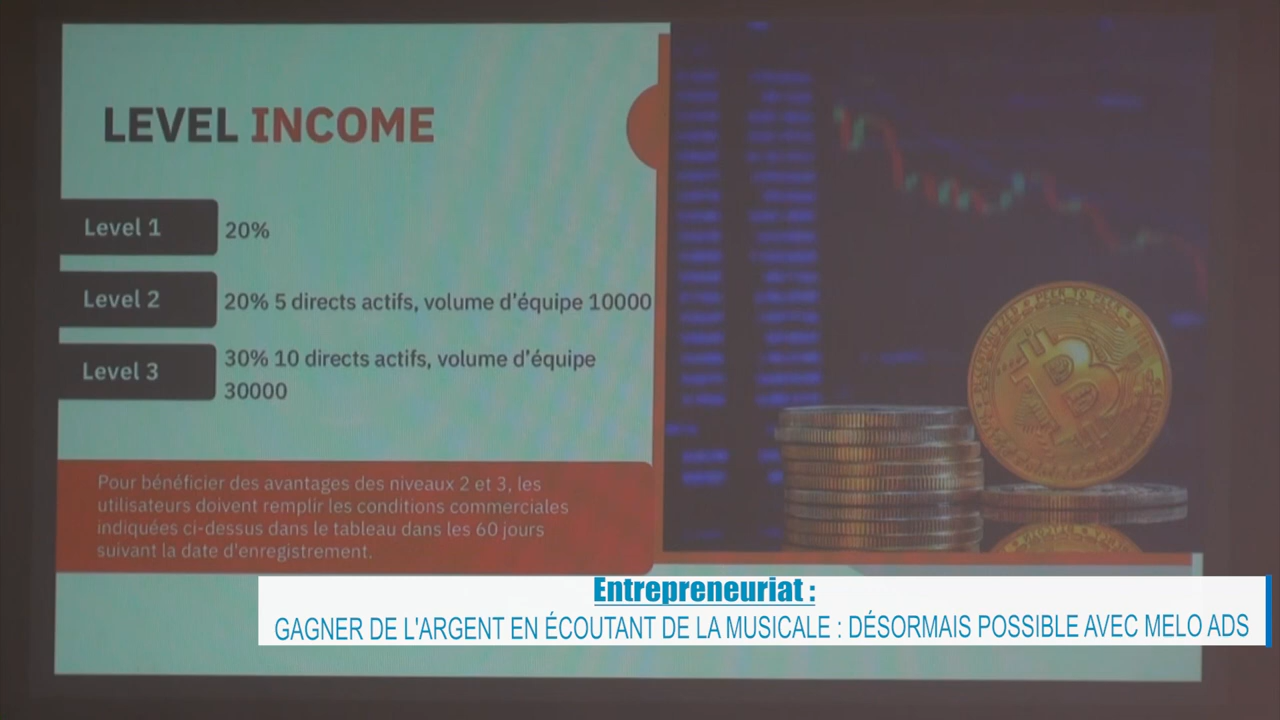 LEVEL INCOME
Level 1
20%
Level 2
20% 5 directs actifs, volume d'équipe 10000
Level 3
30% 10 directs actifs, volume d'équipe
30000
Pour bénéficier des avantages des niveaux 2 et 3, les
utilisateurs doivent remplir les conditions commerciales
indiquées ci-dessus dans le tableau dans les 60 jours
suivant la date d'enregistrement.
Entrepreneuriat :
GAGNER DE L'ARGENT EN ÉCOUTANT DE LA MUSICALE : DÉSORMAIS POSSIBLE AVEC MELO ADS